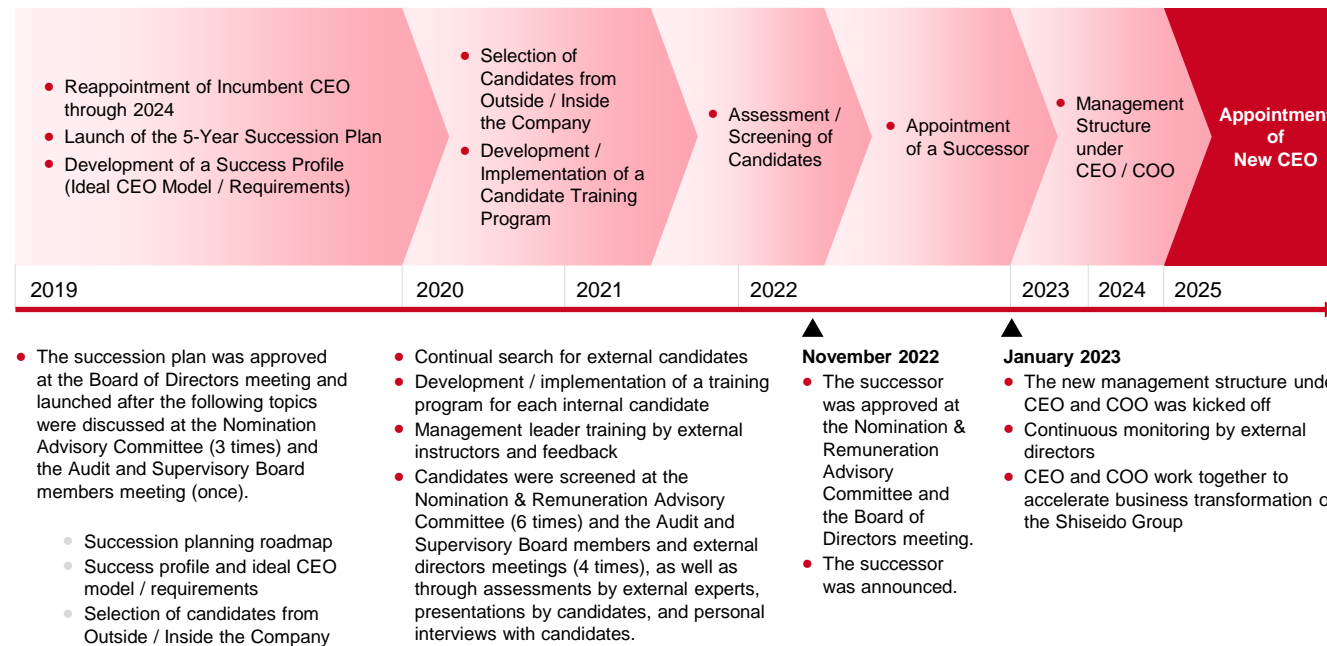 ● Reappointment of Incumbent CEO
through 2024
● Launch of the 5-Year Succession Plan
● Development of a Success Profile
(Ideal CEO Model / Requirements)
● Selection of
Candidates from
Outside / Inside
the Company
● Development /
Implementation of a
Candidate Training
Program
● Assessment /
Screening of
Candidates
● Appointment
of a Successor
● Management
Structure
under
CEO / COO
Appointment
of
New CEO
2019
2020
2021
2022
2023
2024
2025
● The succession plan was approved
at the Board of Directors meeting and
launched after the following topics
were discussed at the Nomination
Advisory Committee (3 times) and
the Audit and Supervisory Board
members meeting (once).
● Succession planning roadmap
● Success profile and ideal CEO
model / requirements
● Selection of candidates from
Outside / Inside the Company
● Continual search for external candidates
● Development / implementation of a training
program for each internal candidate
● Management leader training by external
instructors and feedback
● Candidates were screened at the
Nomination & Remuneration Advisory
Committee (6 times) and the Audit and
Supervisory Board members and external
directors meetings (4 times), as well as
through assessments by external experts,
presentations by candidates, and personal
interviews with candidates.
November 2022
● The successor
was approved at
the Nomination &
Remuneration
Advisory
Committee and
the Board of
Directors meeting.
● The successor
was announced.
January 2023
● The new management structure
CEO and COO was kicked off
● Continuous monitoring by external
directors
● CEO and COO work together to
accelerate business transformation
the Shiseido Group